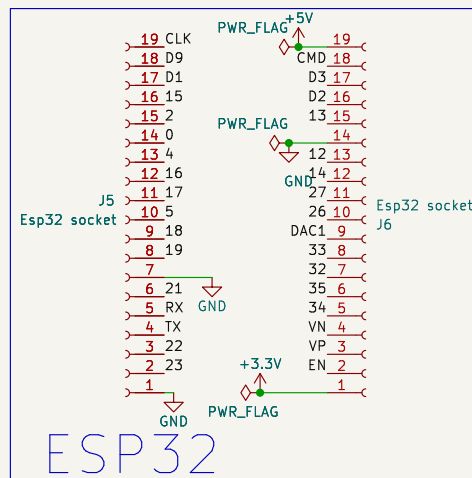 +5V
PWR_FLAG
19 CLK
19
18 D9
CMD 18
17 D1
D3 17
16 15
D2 16
15 2
13 15
PWR_FLAG
14 0
14
13 4
12 13
GND
12 16
14 12
J5
11 17
27 11
Esp32 socket
Esp32 socket
10 5
26 10
J6
9 18
DAC1 9
8 19
33 8
7
32 7
GND
6 21
35 6
5 RX
34 5
4 TX
VN 4
3 22
VP 3
+3.3V
2 23
EN 2
1
1
PWR_FLAG
GND
ESP32